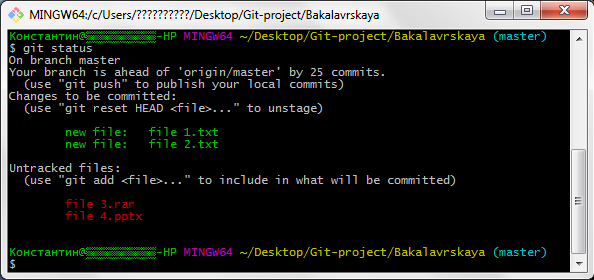 MINGW64:/c/Users/??????????/Desktop/Git-project/Bakalavrskaya
Константин@▒▒▒▒▒▒▒▒▒▒-HP MINGW64 ~/Desktop/Git-project/Bakalavrskaya (master)
$ git status
On branch master
Your branch is ahead of 'origin/master' by 25 commits.
(use "git push" to publish your local commits)
Changes to be committed:
(use "git reset HEAD <file>..." to unstage)
new file: file 1.txt
new file: file 2.txt
Untracked files:
(use "git add <file>..." to include in what will be committed)
file 3.rar
file 4.pptx
Константин@▒▒▒▒▒▒▒▒▒▒-HP MINGW64 ~/Desktop/Git-project/Bakalavrskaya (master)
$